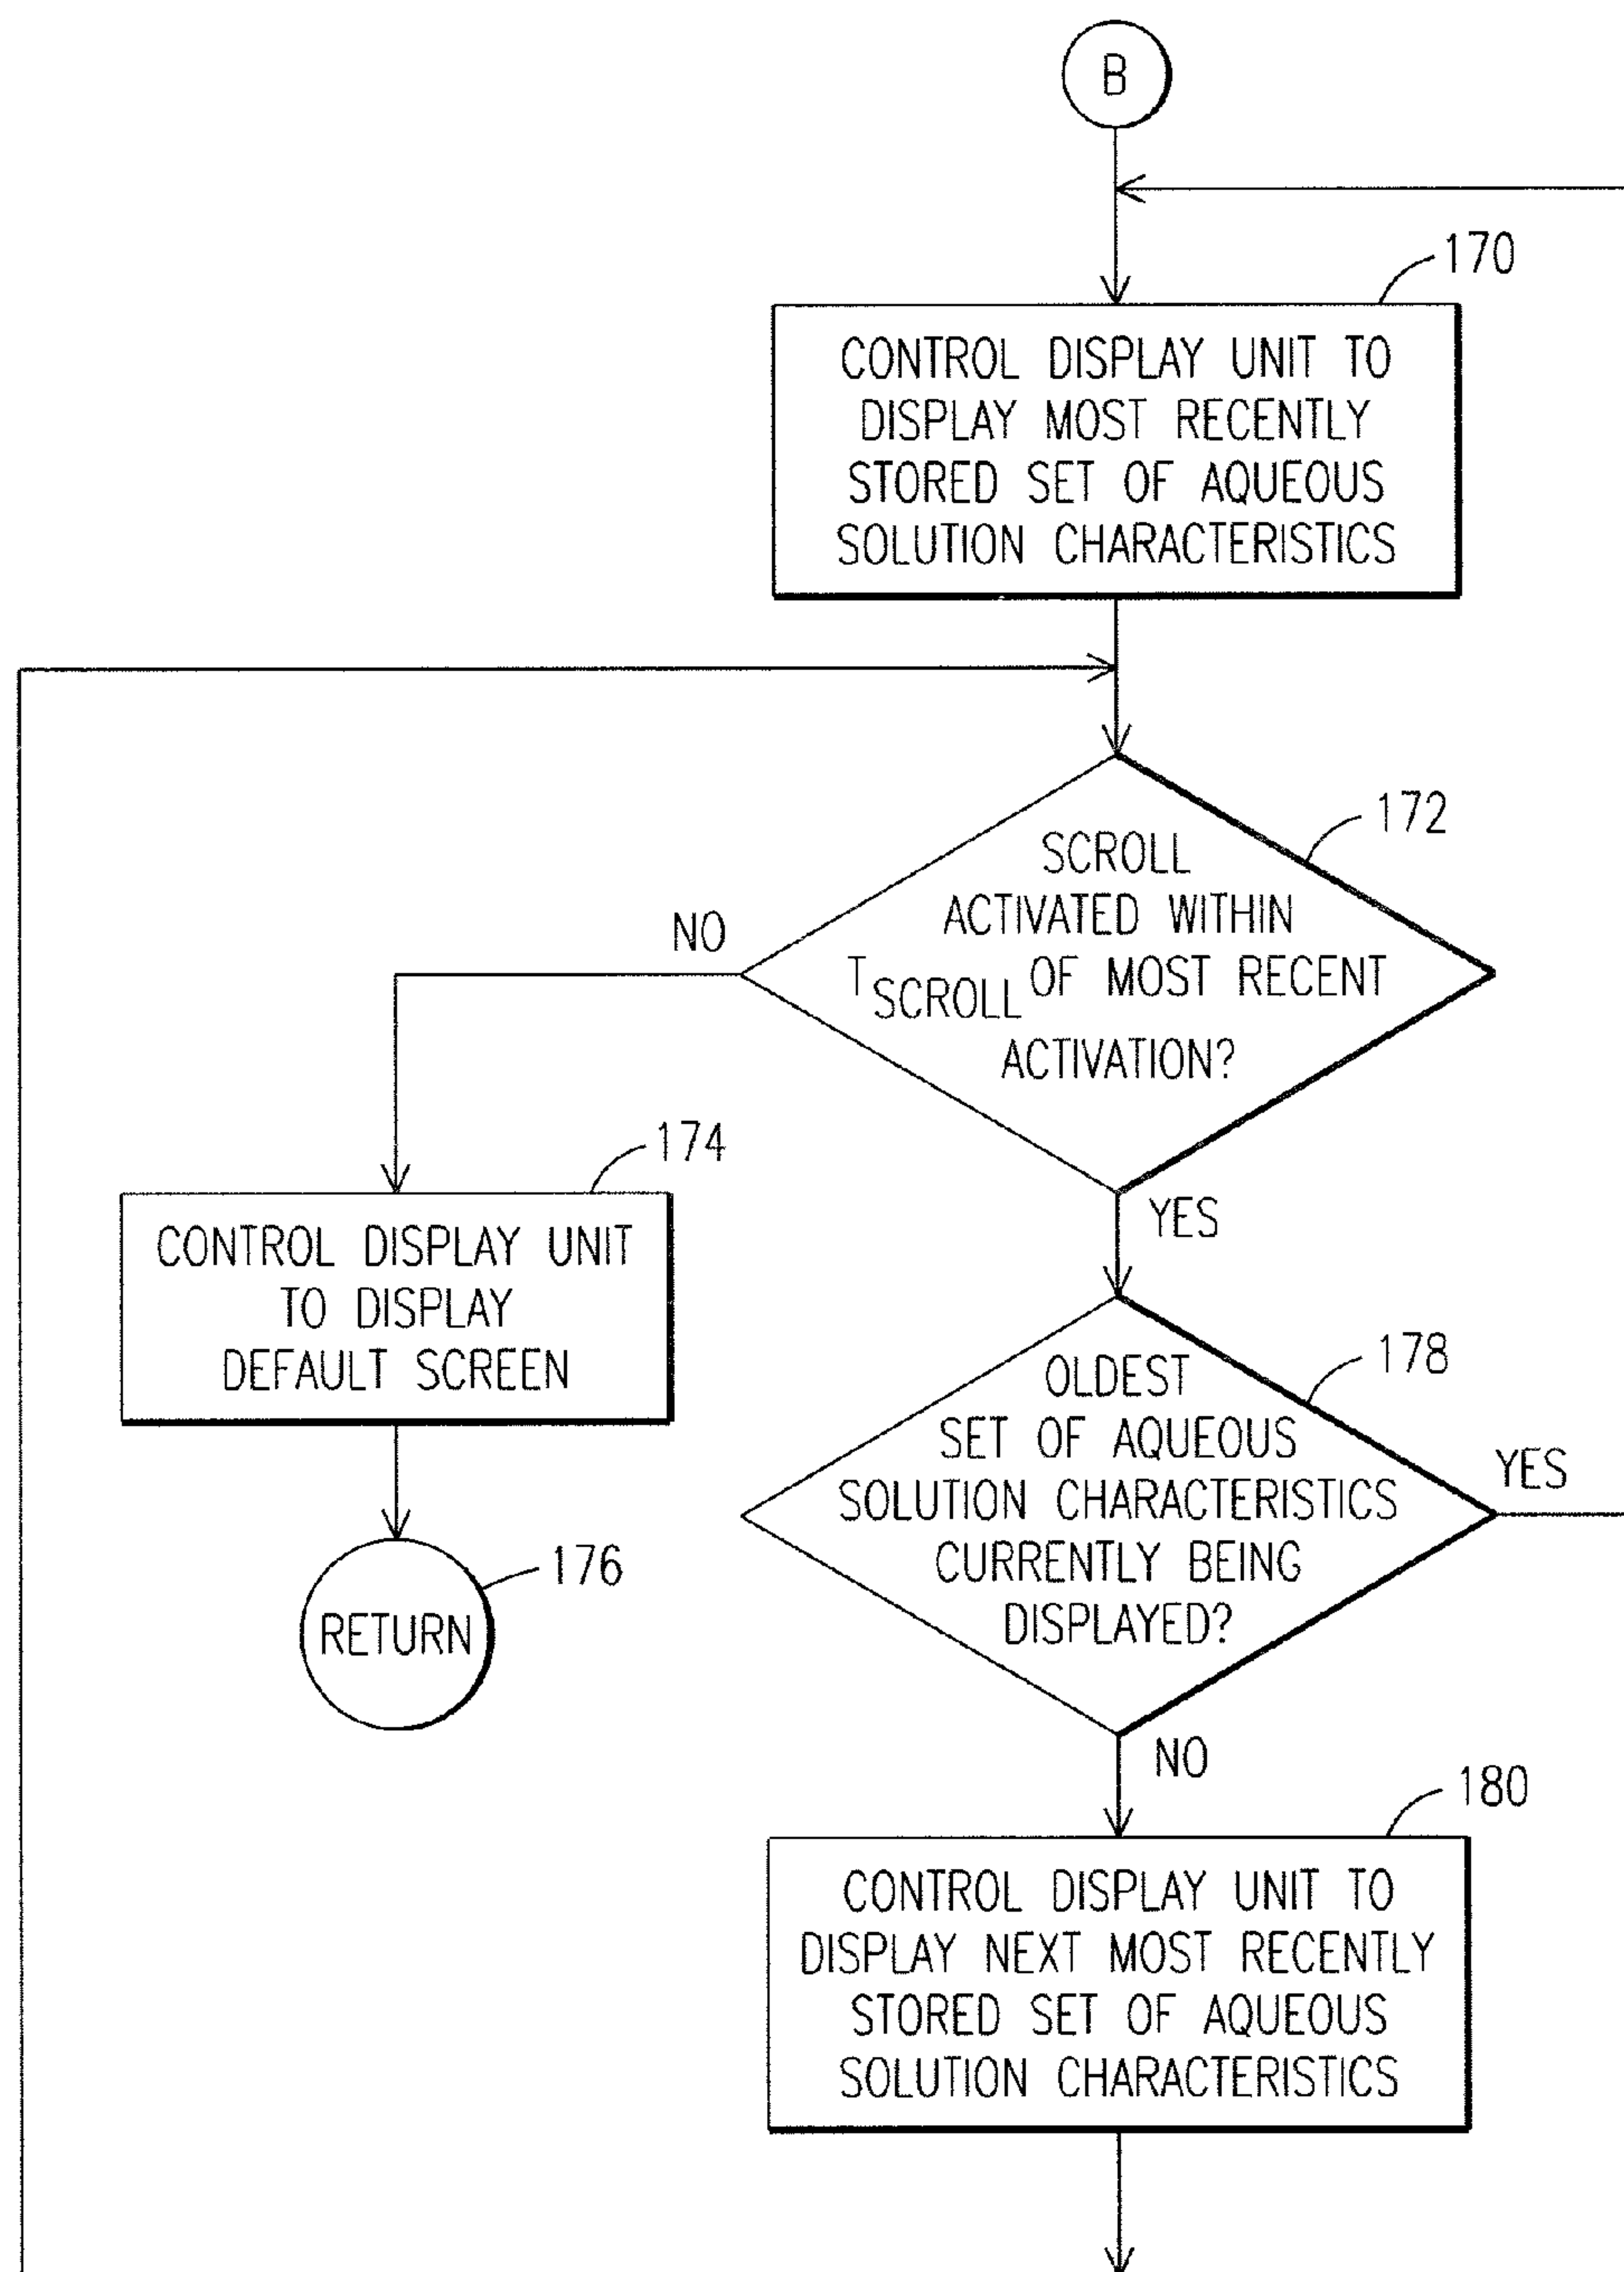 B
170
CONTROL DISPLAY UNIT TO
DISPLAY MOST RECENTLY
STORED SET OF AQUEOUS
SOLUTION CHARACTERISTICS
172
SCROLL
ACTIVATED WITHIN
TSCROLL OF MOST RECENT
ACTIVATION?
NO
YES
174
CONTROL DISPLAY UNIT
TO DISPLAY
DEFAULT SCREEN
176
RETURN
178
OLDEST
SET OF AQUEOUS
SOLUTION CHARACTERISTICS
CURRENTLY BEING
DISPLAYED?
YES
NO
180
CONTROL DISPLAY UNIT TO
DISPLAY NEXT MOST RECENTLY
STORED SET OF AQUEOUS
SOLUTION CHARACTERISTICS